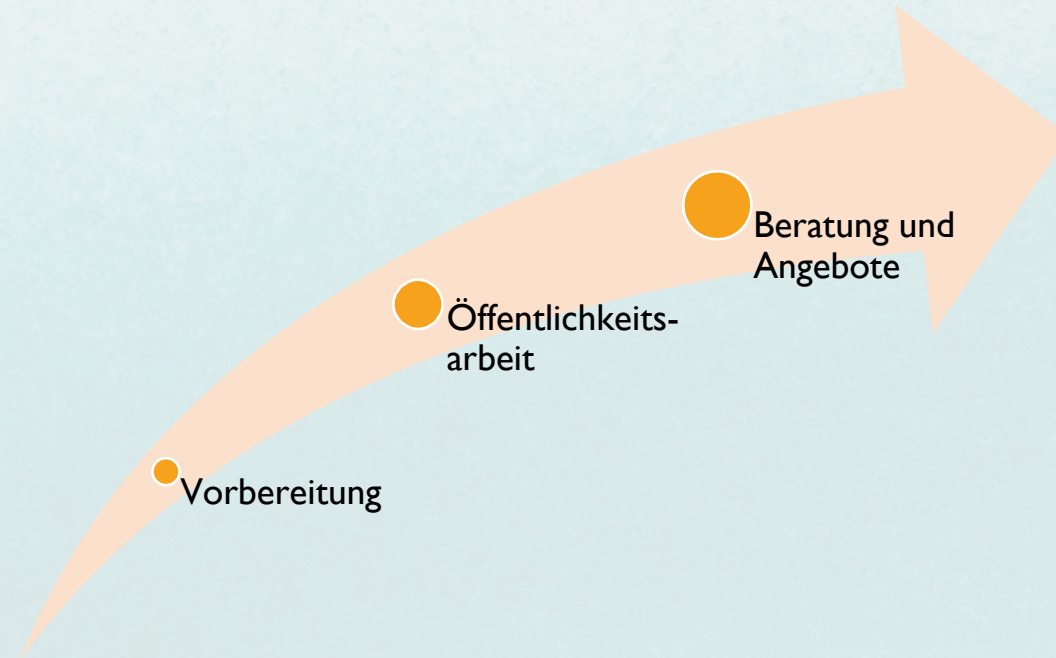 Beratung und
Angebote
Öffentlichkeits-
arbeit
Vorbereitung